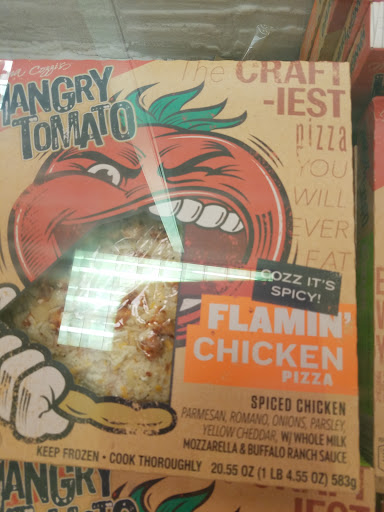 Cozzi's
HANGRY
TOMATO
The CRAFT
-IEST
pizza
YOU
WILL
EVER
EAT
COZZ IT'S
SPICY!
FLAMIN'
CHICKEN
PIZZA
SPICED CHICKEN
PARMESAN, ROMANO, ONIONS, PARSLEY,
YELLOW CHEDDAR, W/ WHOLE MILK
MOZZARELLA & BUFFALO RANCH SAUCE
KEEP FROZEN • COOK THOROUGHLY 20.55 OZ (1 LB 4.55 OZ) 583g
ANGRY